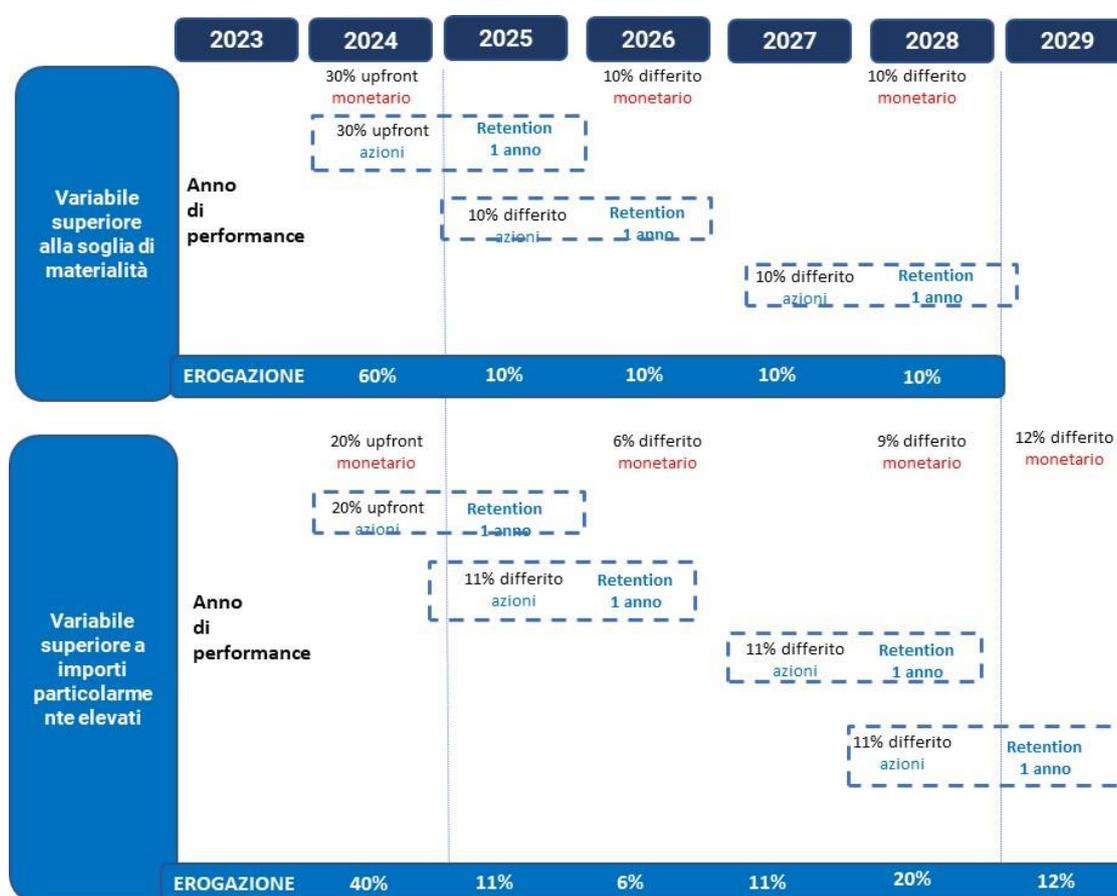 2023 2024 2025 2026 2027 2028 2029
Variabile
superiore
alla soglia di
materialità
Anno
di
performance
30% upfront
monetario
10% differito
monetario
10% differito
monetario
30% upfront
azioni
Retention
1 anno
10% differito
azioni
Retention
1 anno
10% differito
azioni
Retention
1 anno
EROGAZIONE 60% 10% 10% 10% 10%
Variabile
superiore a
importi
particolarme
nte elevati
Anno
di
performance
20% upfront
monetario
6% differito
monetario
9% differito
monetario
12% differito
monetario
20% upfront
azioni
Retention
1 anno
11% differito
azioni
Retention
1 anno
11% differito
azioni
Retention
1 anno
11% differito
azioni
Retention
1 anno
EROGAZIONE 40% 11% 6% 11% 20% 12%